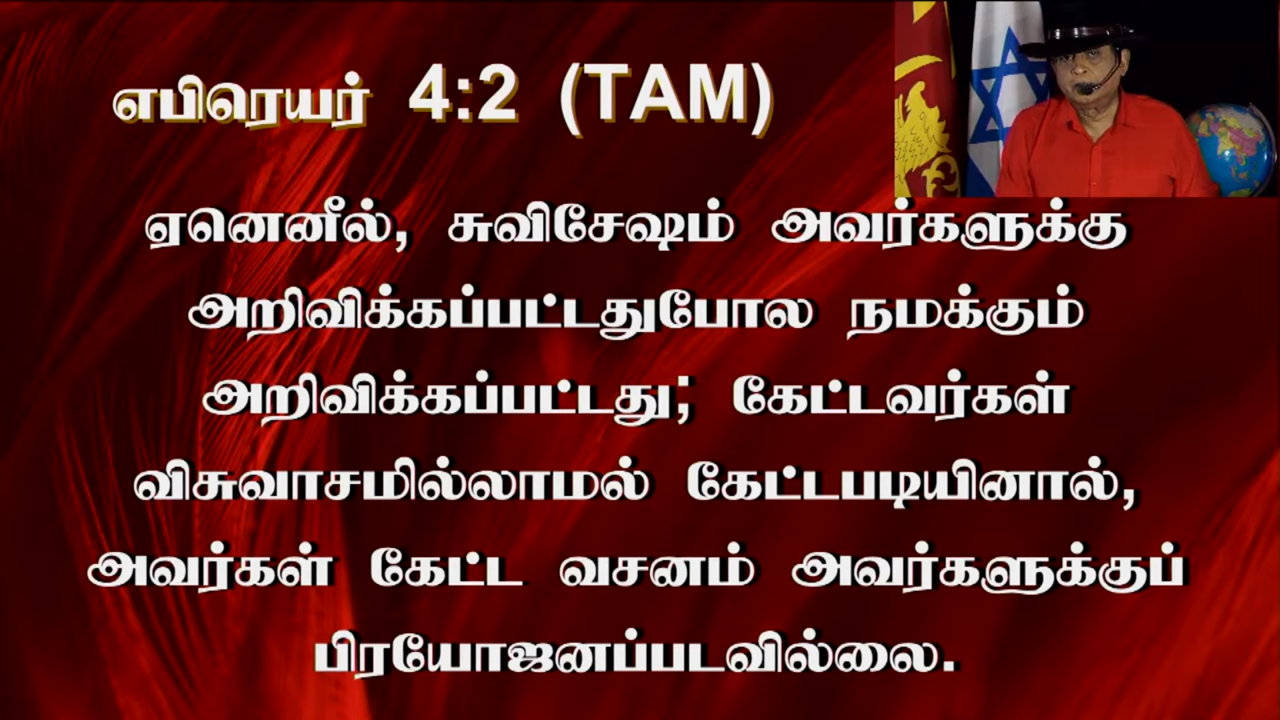 எபிரெயர் 4:2 (TAM)
ஏனெனீல், சுவிசேஷம் அவர்களுக்கு
அறிவிக்கப்பட்டதுபோல நமக்கும்
அறிவிக்கப்பட்டது; கேட்டவர்கள்
விசுவாசமில்லாமல் கேட்டபடியினால்,
அவர்கள் கேட்ட வசனம் அவர்களுக்குப்
பிரயோஜனப்படவில்லை.